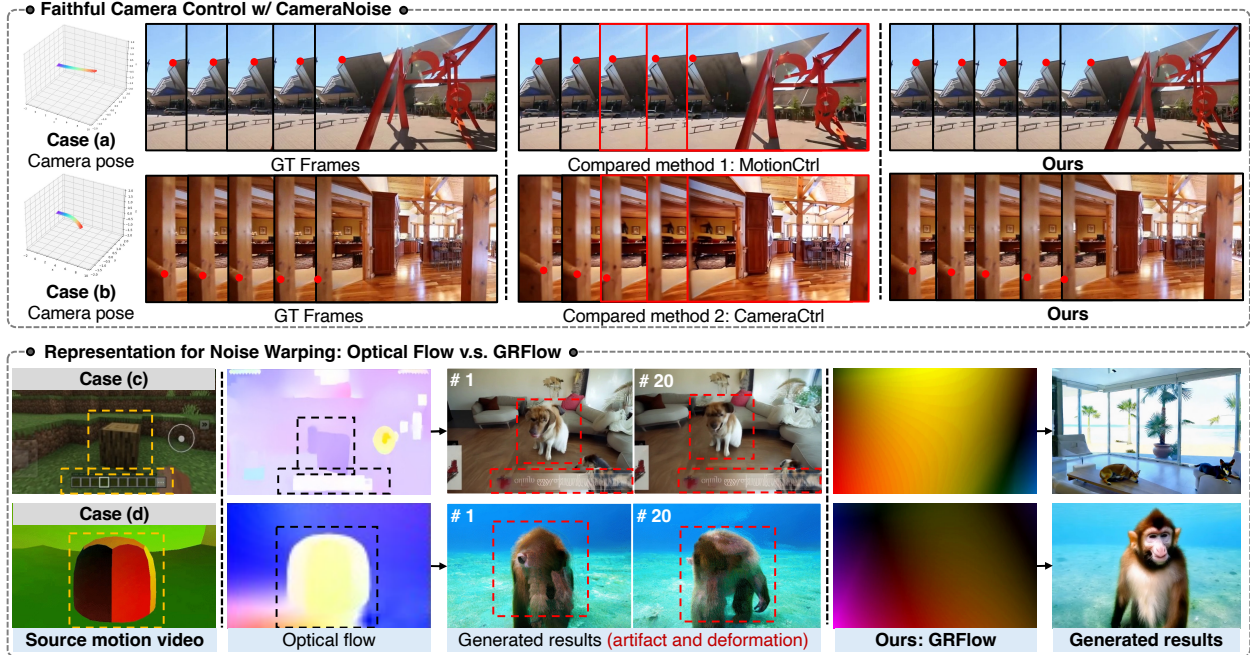 Faithful Camera Control w/ CameraNoise
Case (a)
Camera pose
GT Frames
Compared method 1: MotionCtrl
Ours
Case (b)
Camera pose
GT Frames
Compared method 2: CameraCtrl
Ours
Representation for Noise Warping: Optical Flow v.s. GRFlow
Case (c)
# 1
# 20
Case (d)
# 1
# 20
Source motion video
Optical flow
Generated results (artifact and deformation)
Ours: GRFlow
Generated results